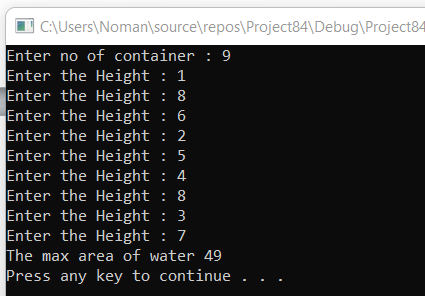 C:\Users\Noman\source\repos\Project84\Debug\Project84
Enter no of container : 9
Enter the Height : 1
Enter the Height : 8
Enter the Height : 6
Enter the Height : 2
Enter the Height : 5
Enter the Height : 4
Enter the Height : 8
Enter the Height : 3
Enter the Height : 7
The max area of water 49
Press any key to continue . . .